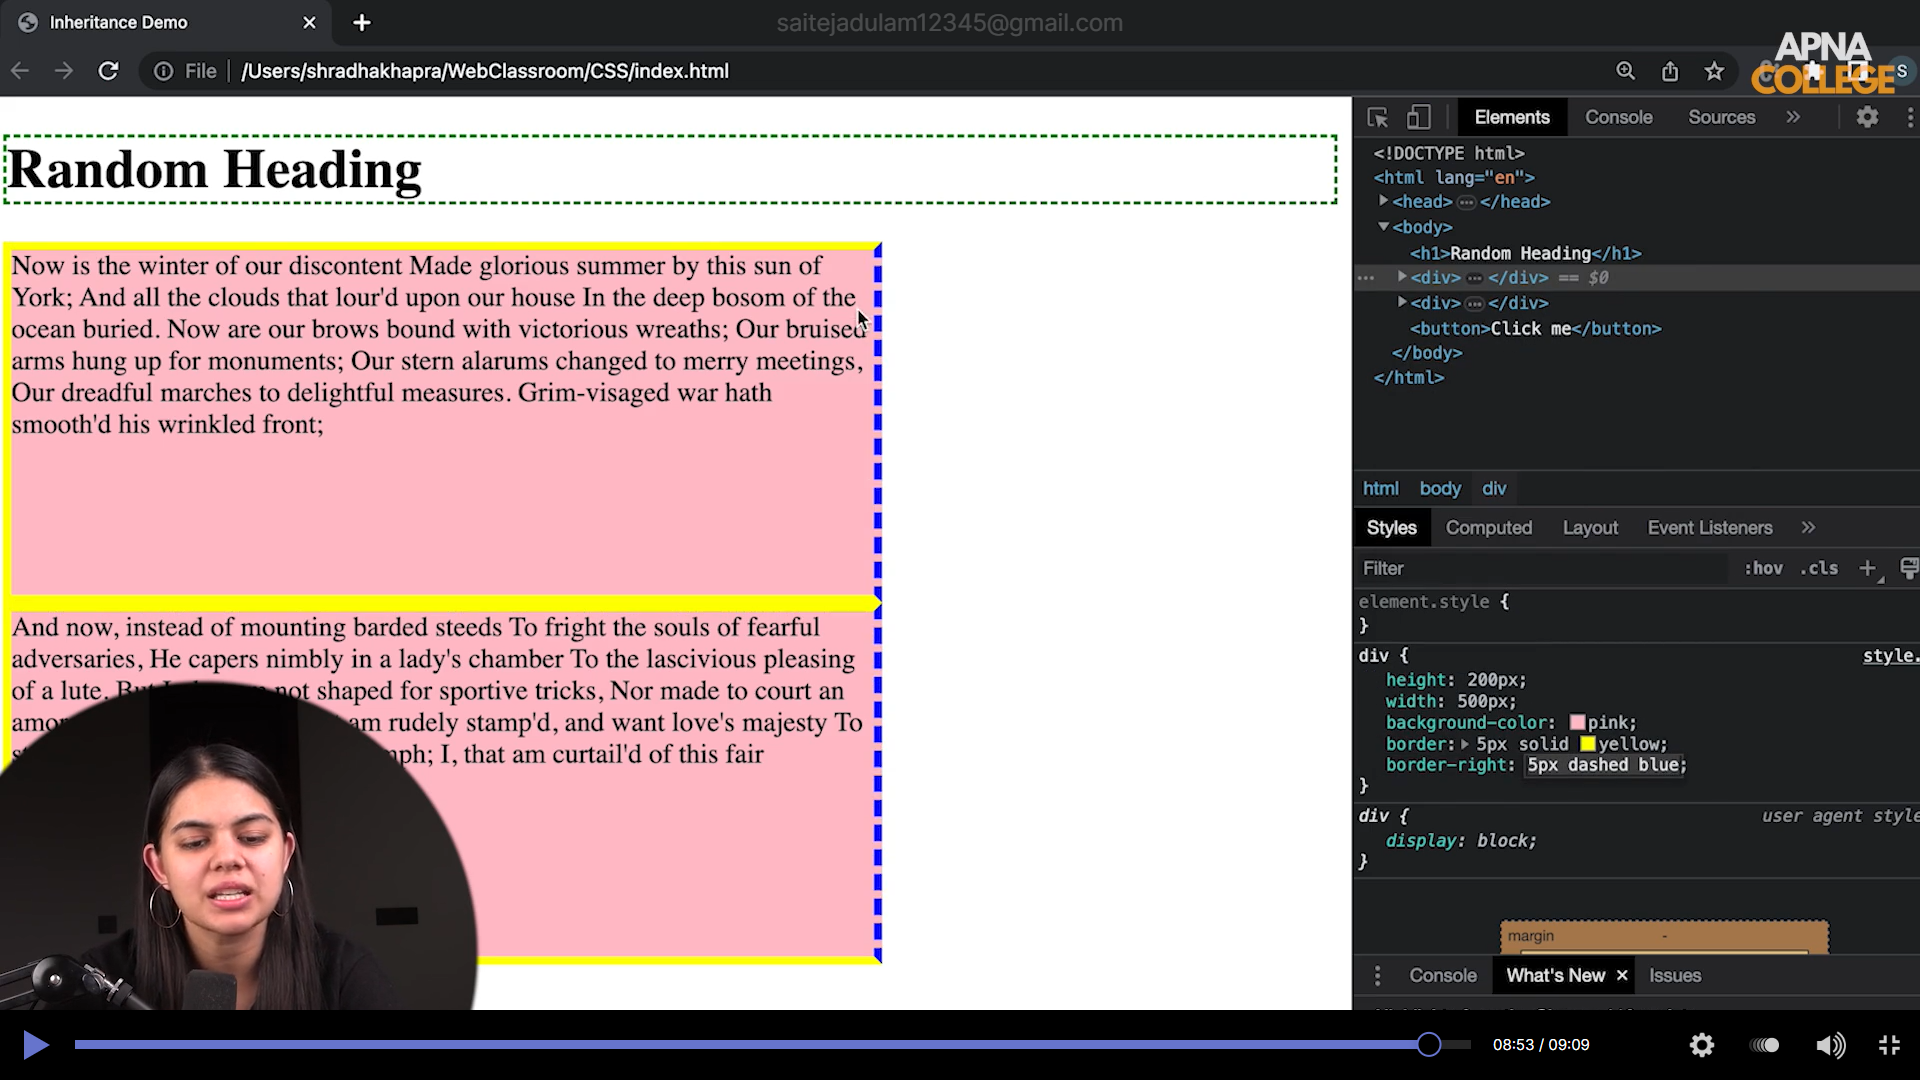 Inheritance Demo
saitejadulam12345@gmail.com
APNA
COLLEGE
File
/Users/shradhakhapra/WebClassroom/CSS/index.html
S
Random Heading
Now is the winter of our discontent Made glorious summer by this sun of
York; And all the clouds that lour'd upon our house In the deep bosom of the
ocean buried. Now are our brows bound with victorious wreaths; Our bruised
arms hung up for monuments; Our stern alarums changed to merry meetings,
Our dreadful marches to delightful measures. Grim-visaged war hath
smooth'd his wrinkled front;
And now, instead of mounting barded steeds To fright the souls of fearful
adversaries, He capers nimbly in a lady's chamber To the lascivious pleasing
of a lute. But not shaped for sportive tricks, Nor made to court an
am rudely stamp'd, and want love's majesty To
I, that am curtail'd of this fair
Elements Console Sources »
<!DOCTYPE html>
<html lang="en">
<head> … </head>
<body>
<h1>Random Heading</h1>
… <div> … </div> == $0
<div> … </div>
<button>Click me</button>
</body>
</html>
html body div
Styles Computed Layout Event Listeners »
Filter :hov .cls +
element.style {
}
div { style.
height: 200px;
width: 500px;
background-color: pink;
border: 5px solid yellow;
border-right: 5px dashed blue;
}
div { user agent style
display: block;
}
margin -
Console What's New × Issues
08:53 / 09:09